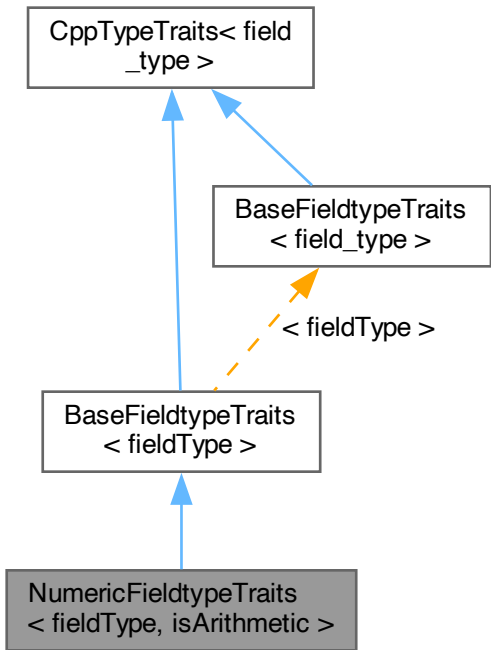 CppTypeTraits< field
_type >
BaseFieldtypeTraits
< field_type >
< fieldType >
BaseFieldtypeTraits
< fieldType >
NumericFieldtypeTraits
< fieldType, isArithmetic >